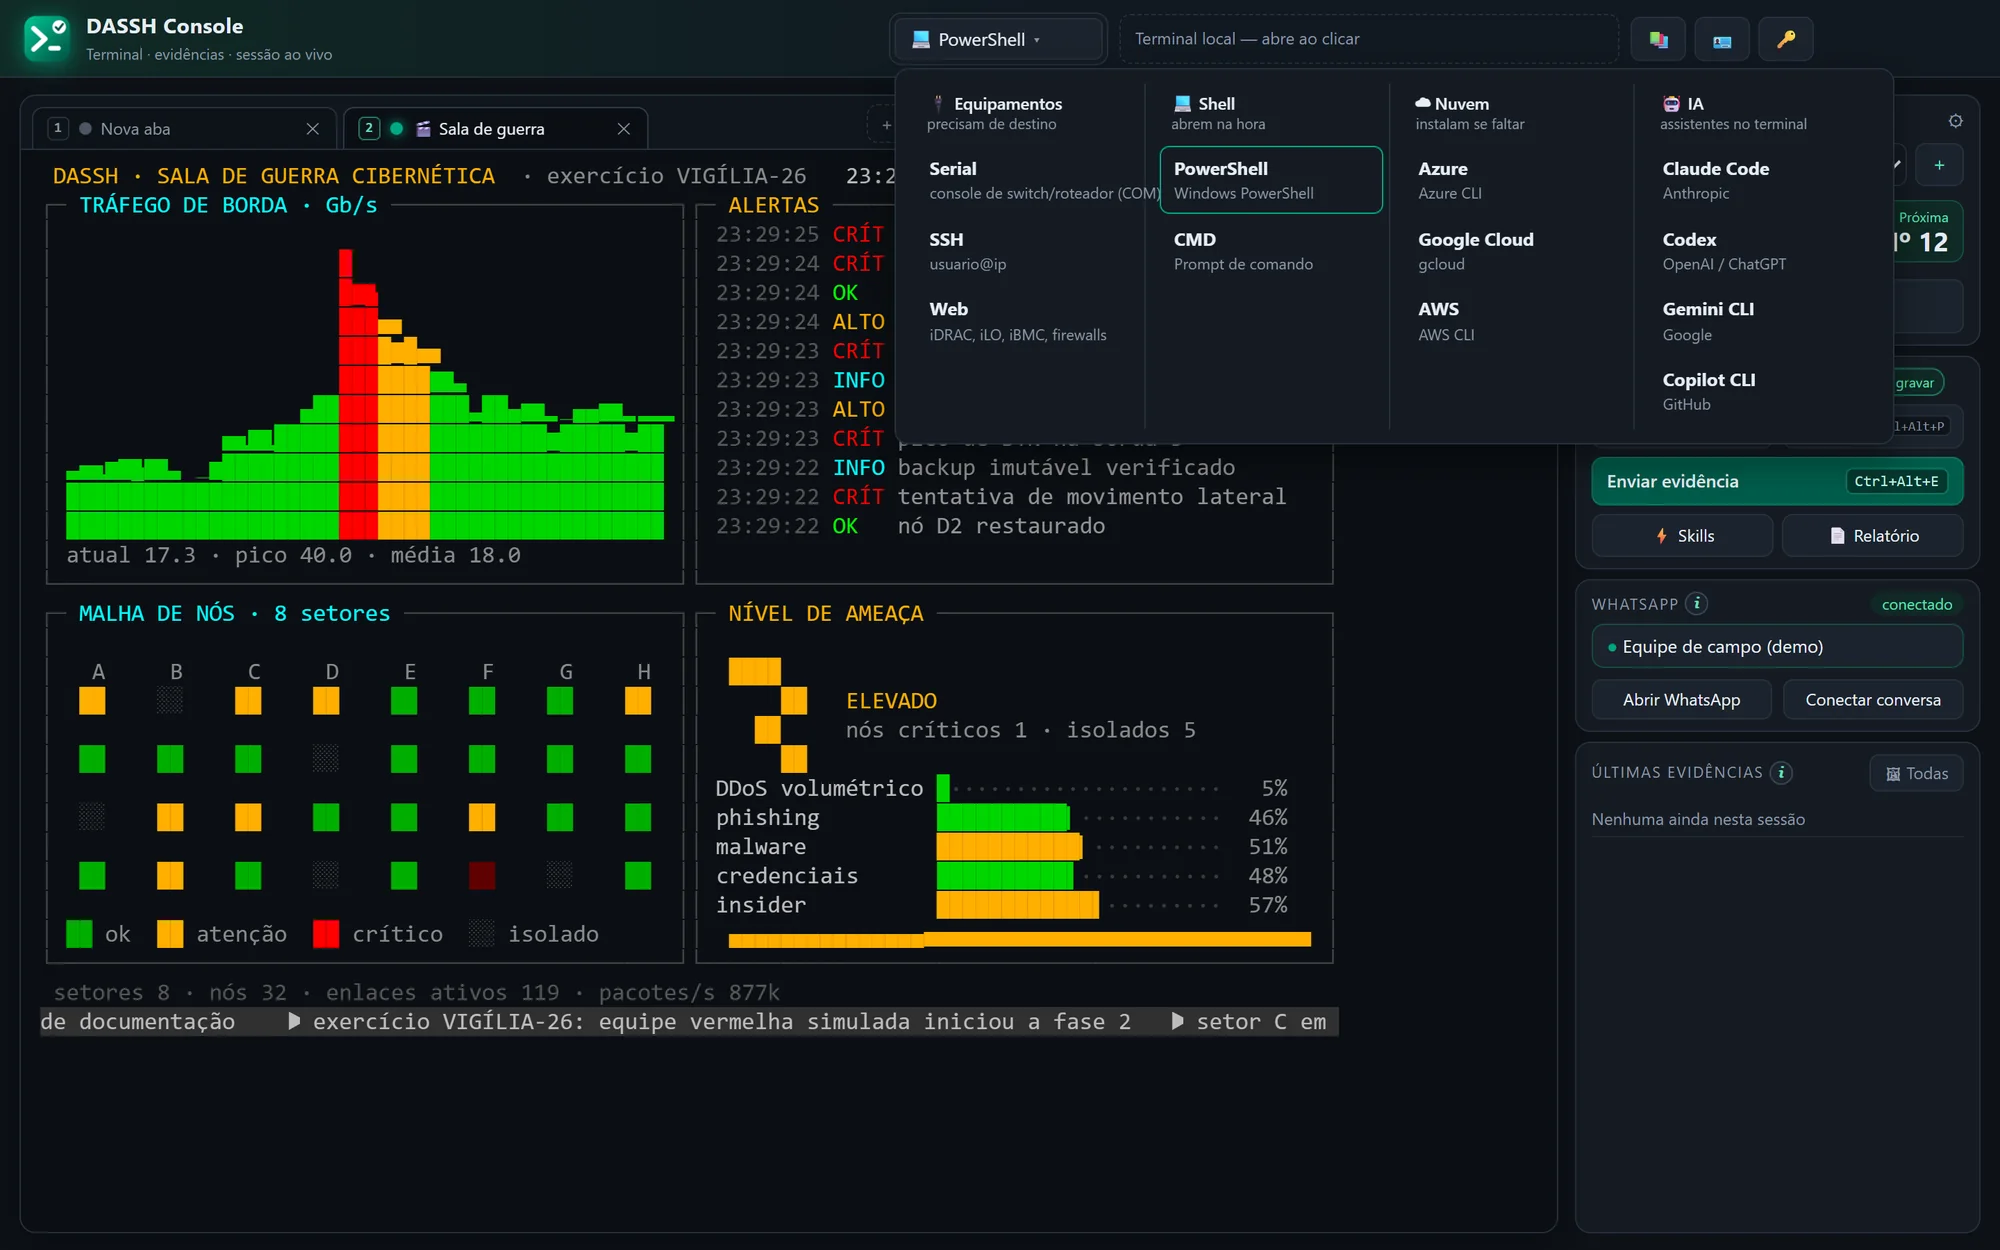 DASSH Console
Terminal · evidências · sessão ao vivo
PowerShell
Terminal local — abre ao clicar
Equipamentos
precisam de destino
Serial
console de switch/roteador (COM)
SSH
usuario@ip
Web
iDRAC, iLO, iBMC, firewalls
Shell
abrem na hora
PowerShell
Windows PowerShell
CMD
Prompt de comando
Nuvem
instalam se faltar
Azure
Azure CLI
Google Cloud
gcloud
AWS
AWS CLI
IA
assistentes no terminal
Claude Code
Anthropic
Codex
OpenAI / ChatGPT
Gemini CLI
Google
Copilot CLI
GitHub
1 Nova aba
2 Sala de guerra
+
DASSH · SALA DE GUERRA CIBERNÉTICA · exercício VIGÍLIA-26 23:2
TRÁFEGO DE BORDA · Gb/s
atual 17.3 · pico 40.0 · média 18.0
ALERTAS
23:29:25 CRÍT
23:29:24 CRÍT
23:29:24 OK
23:29:24 ALTO
23:29:23 CRÍT
23:29:23 INFO
23:29:23 ALTO
23:29:23 CRÍT
23:29:22 INFO backup imutável verificado
23:29:22 CRÍT tentativa de movimento lateral
23:29:22 OK nó D2 restaurado
MALHA DE NÓS · 8 setores
A B C D E F G H
ok atenção crítico isolado
NÍVEL DE AMEAÇA
ELEVADO
nós críticos 1 · isolados 5
DDoS volumétrico 5%
phishing 46%
malware 51%
credenciais 48%
insider 57%
setores 8 · nós 32 · enlaces ativos 119 · pacotes/s 877k
de documentação ▶ exercício VIGÍLIA-26: equipe vermelha simulada iniciou a fase 2 ▶ setor C em
+
Próxima
º 12
gravar
l+Alt+P
Enviar evidência Ctrl+Alt+E
Skills
Relatório
WHATSAPP i
conectado
Equipe de campo (demo)
Abrir WhatsApp
Conectar conversa
ÚLTIMAS EVIDÊNCIAS i
Todas
Nenhuma ainda nesta sessão